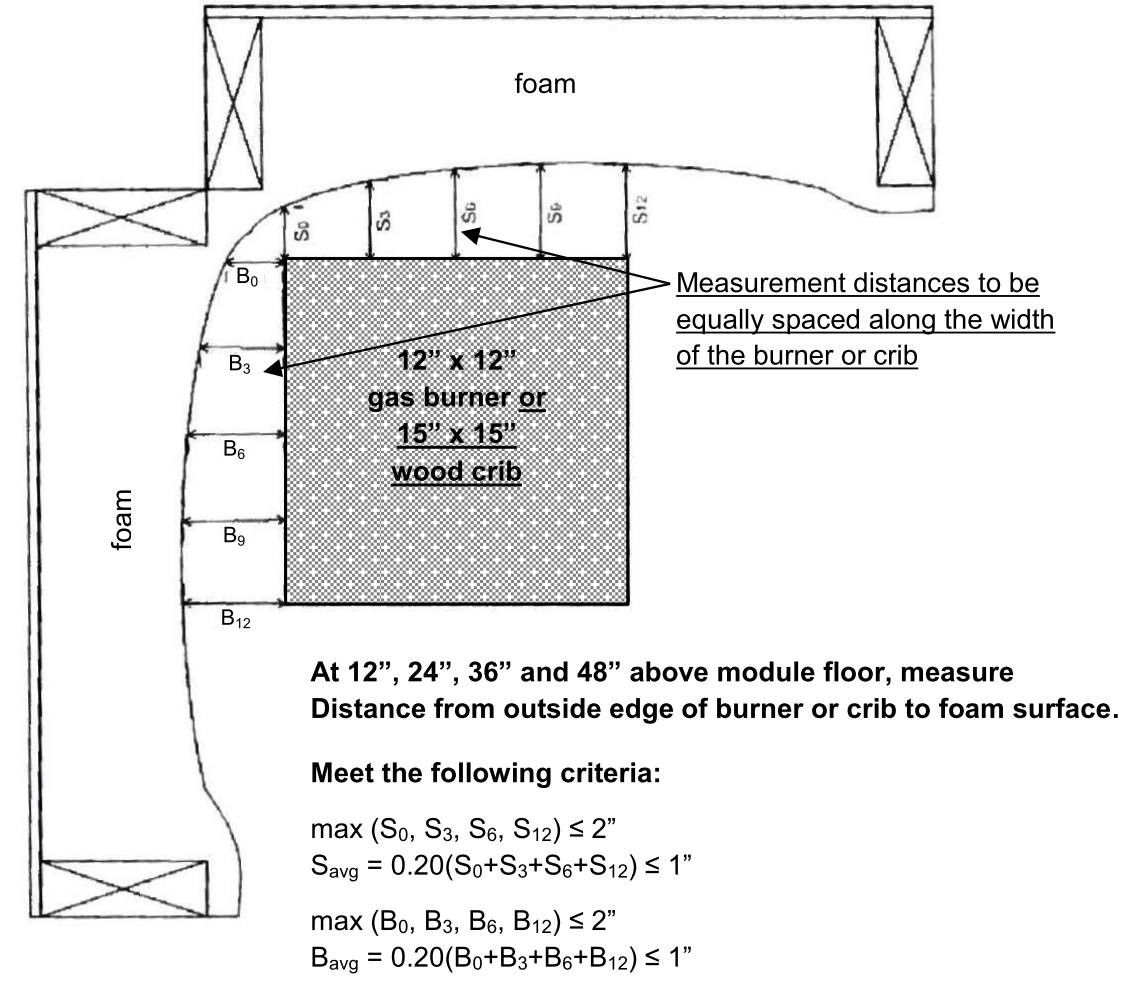 foam
S0
S3
S6
S9
S12
B0
B3
B6
B9
B12
foam
Measurement distances to be
equally spaced along the width
of the burner or crib
12” x 12”
gas burner or
15” x 15”
wood crib
At 12”, 24”, 36” and 48” above module floor, measure
Distance from outside edge of burner or crib to foam surface.
Meet the following criteria:
max (S0, S3, S6, S12) ≤ 2”
Savg = 0.20(S0+S3+S6+S12) ≤ 1”
max (B0, B3, B6, B12) ≤ 2”
Bavg = 0.20(B0+B3+B6+B12) ≤ 1”